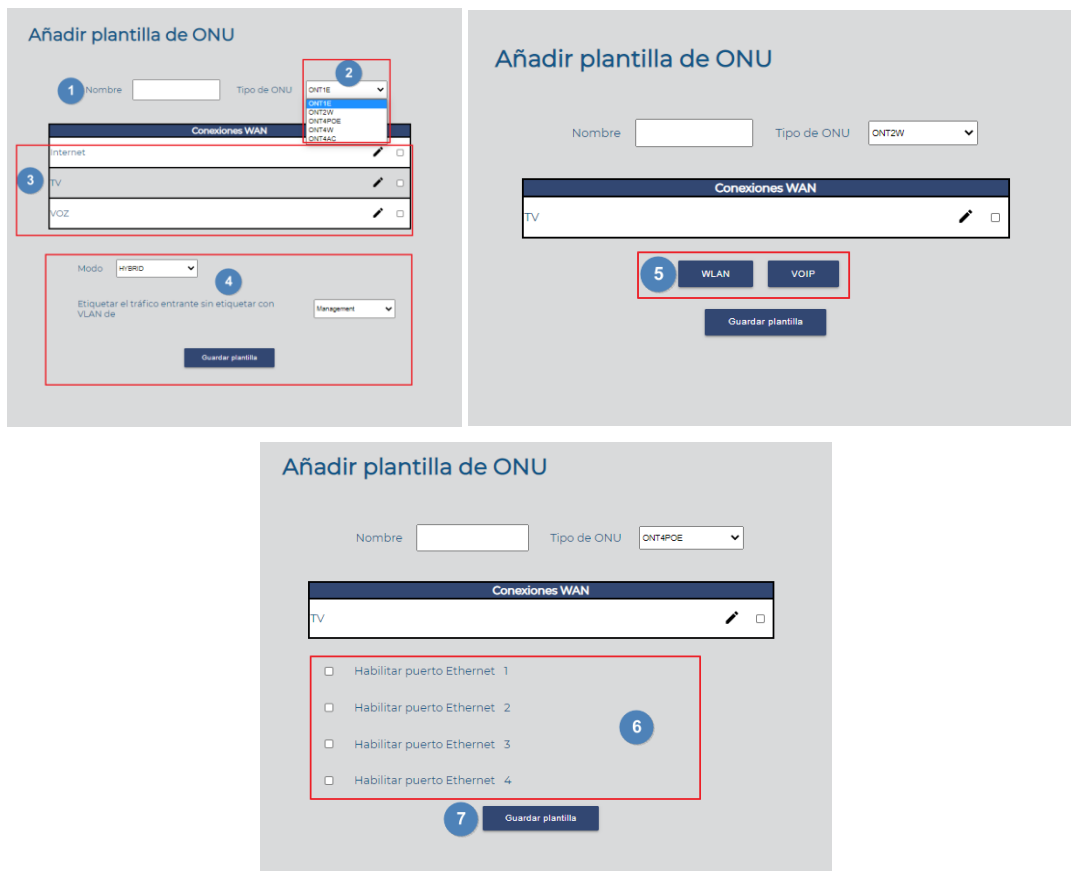 Añadir plantilla de ONU
1 Nombre Tipo de ONU 2 ONT1E
ONT1E
ONT2W
ONT4POE
ONT4W
ONT4AC
Conexiones WAN
Internet
3 TV
VOZ
Modo HYBRID 4
Etiquetar el tráfico entrante sin etiquetar con
VLAN de Management
Guardar plantilla
Añadir plantilla de ONU
Nombre Tipo de ONU ONT2W
Conexiones WAN
TV
5 WLAN VOIP
Guardar plantilla
Añadir plantilla de ONU
Nombre Tipo de ONU ONT4POE
Conexiones WAN
TV
Habilitar puerto Ethernet 1
Habilitar puerto Ethernet 2
6
Habilitar puerto Ethernet 3
Habilitar puerto Ethernet 4
7 Guardar plantilla